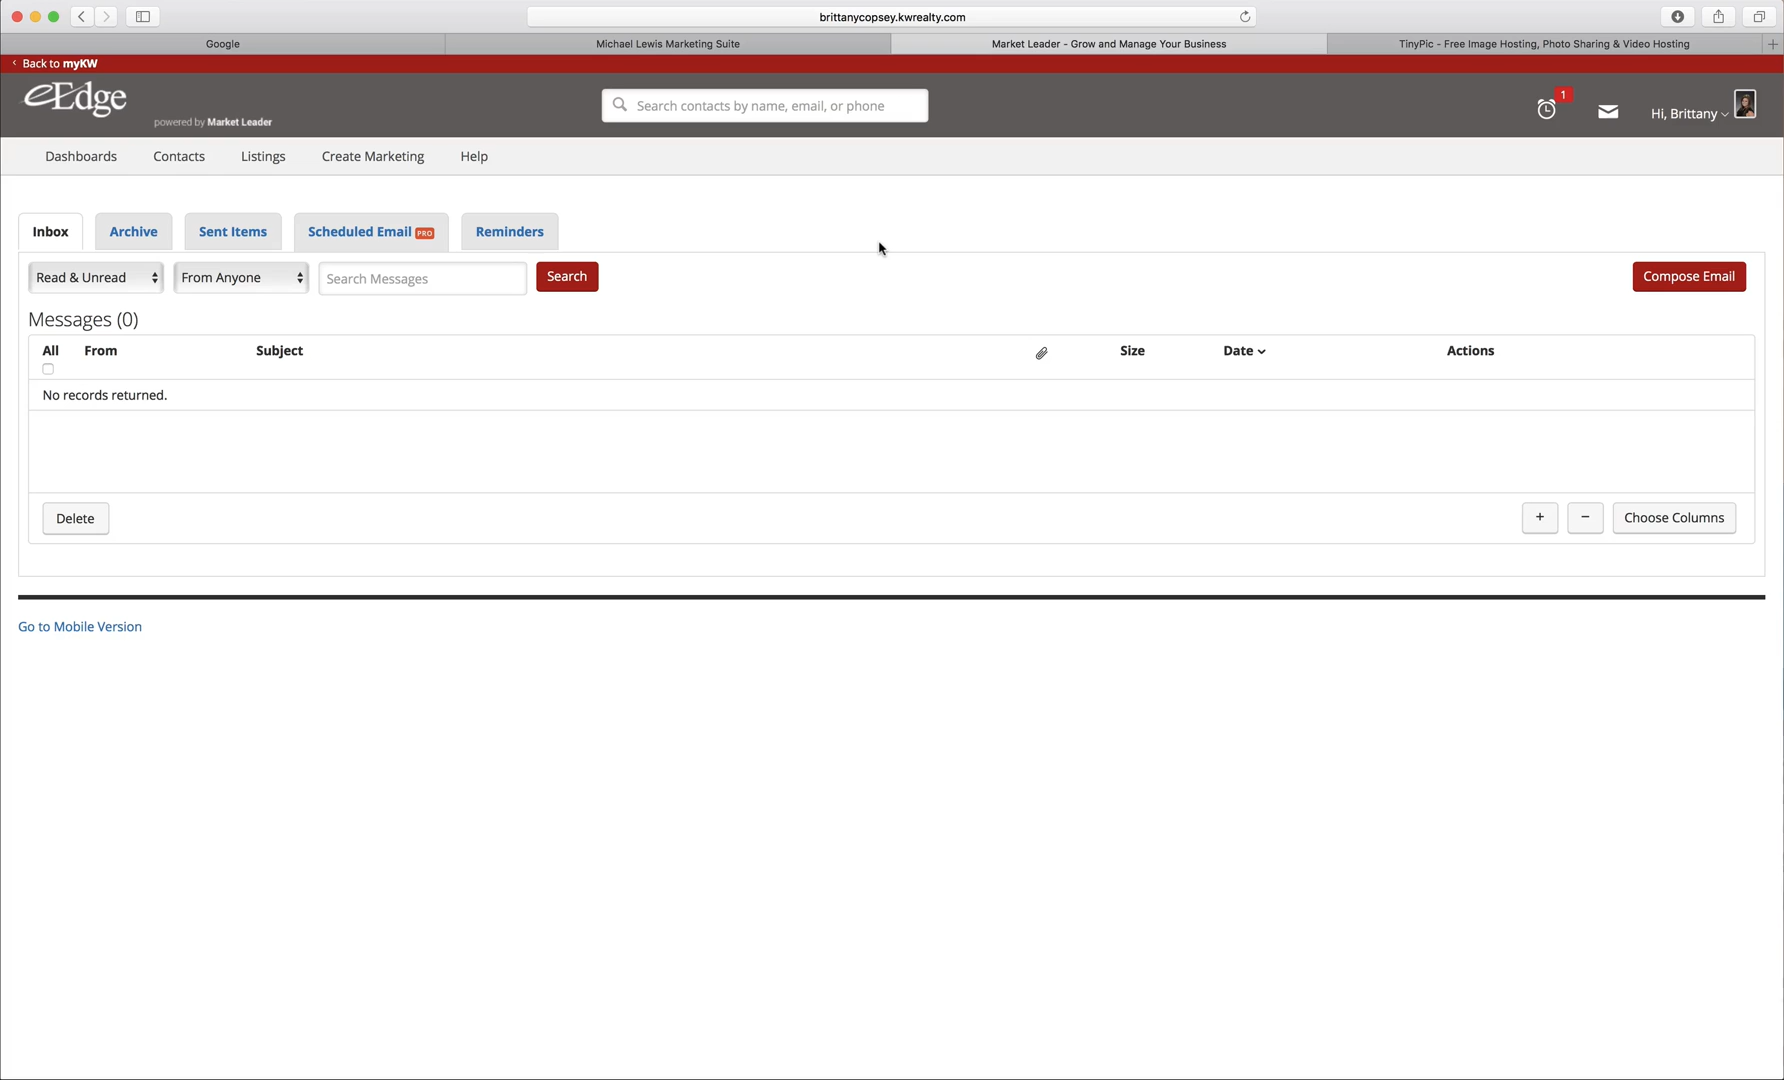 brittanycopsey.kwrealty.com
Google
Michael Lewis Marketing Suite
Market Leader - Grow and Manage Your Business
TinyPic - Free Image Hosting, Photo Sharing & Video Hosting
Back to myKW
eEdge
powered by Market Leader
Search contacts by name, email, or phone
1
Hi, Brittany
Dashboards
Contacts
Listings
Create Marketing
Help
Inbox
Archive
Sent Items
Scheduled Email PRO
Reminders
Read & Unread
From Anyone
Search Messages
Search
Compose Email
Messages (0)
All
From
Subject
Size
Date
Actions
No records returned.
Delete
+
-
Choose Columns
Go to Mobile Version